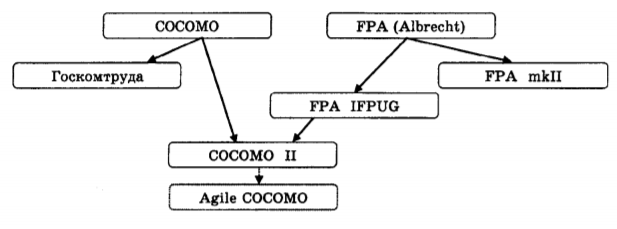 COCOMO
FPA (Albrecht)
Госкомтруда
FPA mkII
FPA IFPUG
COCOMO II
Agile COCOMO